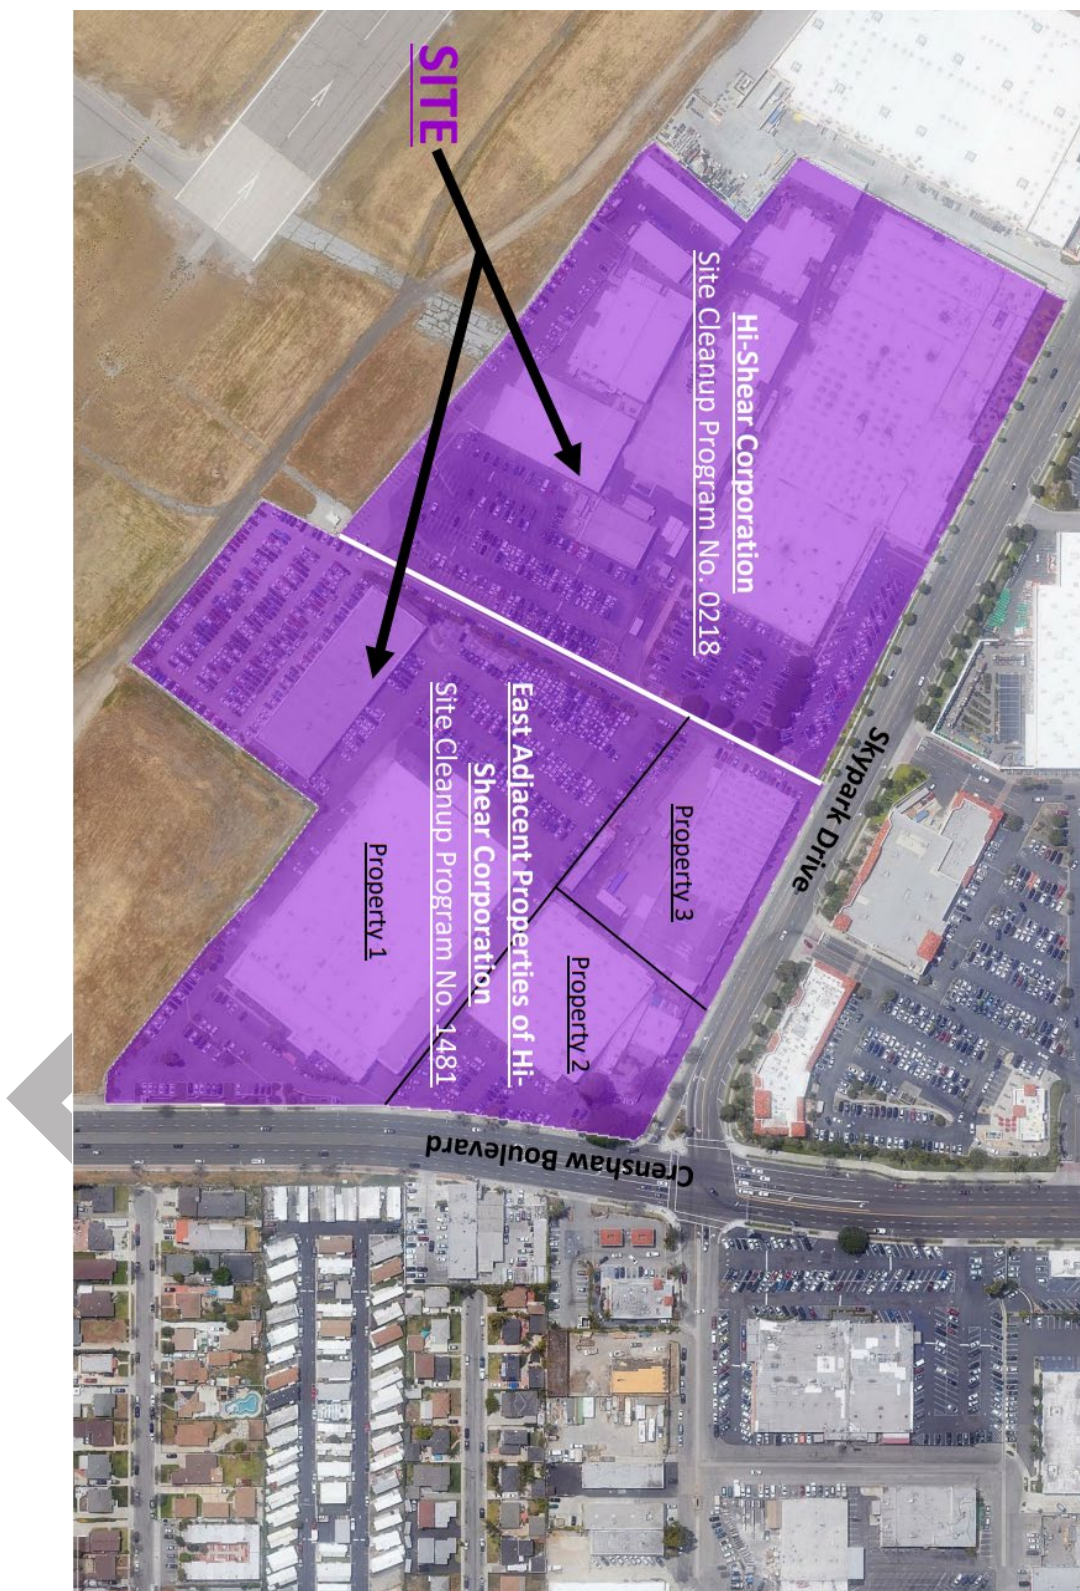 SITE
Hi-Shear Corporation
Site Cleanup Program No. 0218
Skypark Drive
East Adjacent Properties of Hi-
Shear Corporation
Site Cleanup Program No. 1481
Property 3
Property 2
Property 1
Crenshaw Boulevard